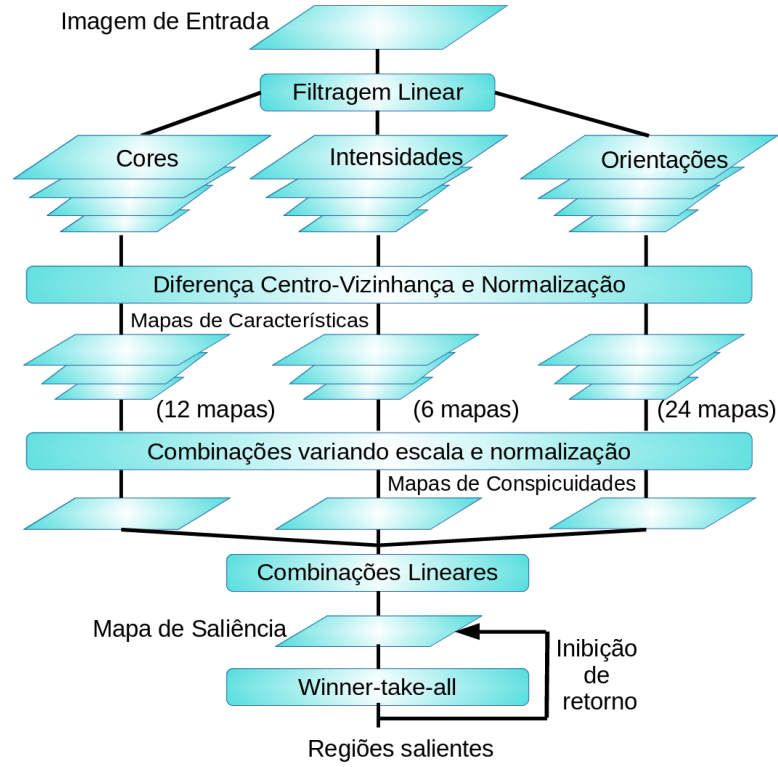 Imagem de Entrada
Filtragem Linear
Cores
Intensidades
Orientações
Diferença Centro-Vizinhança e Normalização
Mapas de Características
(12 mapas)
(6 mapas)
(24 mapas)
Combinações variando escala e normalização
Mapas de Conspicuidades
Combinações Lineares
Mapa de Saliência
Inibição
de
retorno
Winner-take-all
Regiões salientes